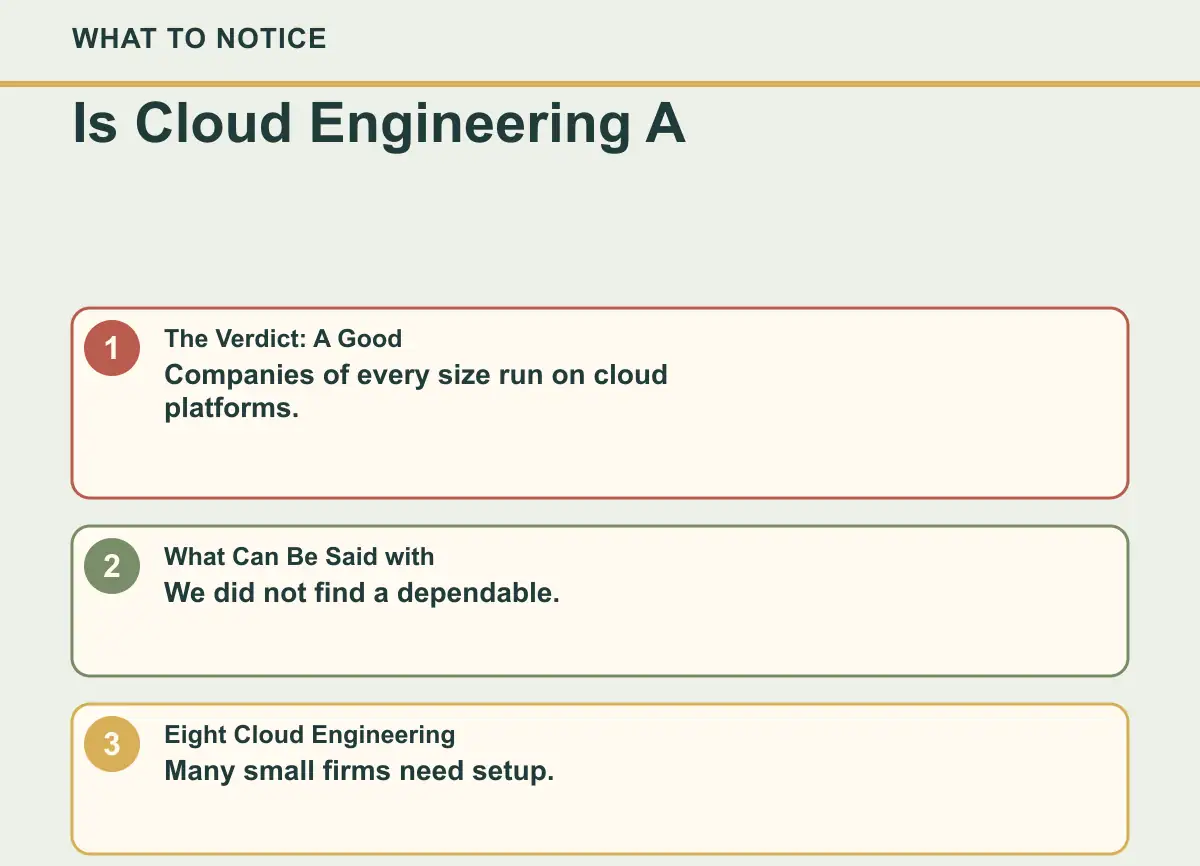 WHAT TO NOTICE
Is Cloud Engineering A
1
The Verdict: A Good
Companies of every size run on cloud
platforms.
2
What Can Be Said with
We did not find a dependable.
3
Eight Cloud Engineering
Many small firms need setup.